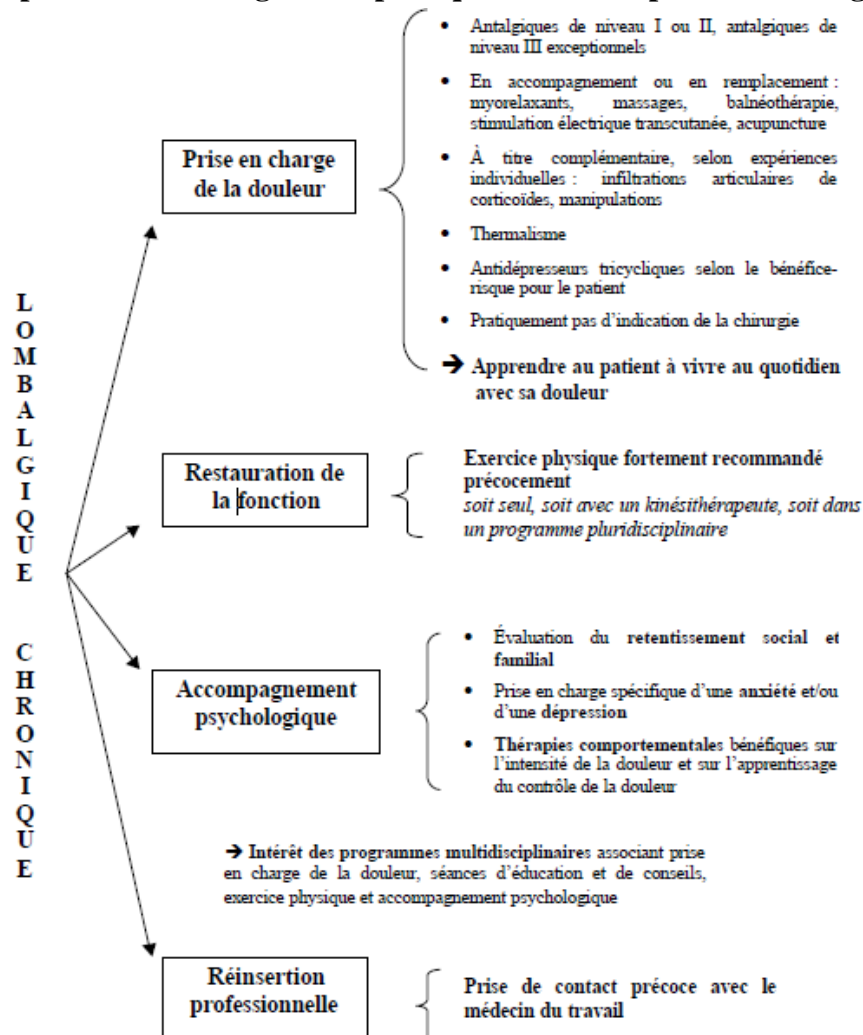 LOMBALGIQUE
CHRONIQUE
Prise en charge
de la douleur
• Antalgiques de niveau I ou II, antalgiques de
niveau III exceptionnels
• En accompagnement ou en remplacement :
myorelaxants, massages, balnéothérapie,
stimulation électrique transcutanée, acupuncture
• À titre complémentaire, selon expériences
individuelles : infiltrations articulaires de
corticoïdes, manipulations
• Thermalisme
• Antidépresseurs tricycliques selon le bénéfice-
risque pour le patient
• Pratiquement pas d'indication de la chirurgie
➔ Apprendre au patient à vivre au quotidien
avec sa douleur
Restauration de
la fonction
Exercice physique fortement recommandé
précocement
soit seul, soit avec un kinésithérapeute, soit dans
un programme pluridisciplinaire
Accompagnement
psychologique
• Évaluation du retentissement social et
familial
• Prise en charge spécifique d'une anxiété et/ou
d'une dépression
• Thérapies comportementales bénéfiques sur
l'intensité de la douleur et sur l'apprentissage
du contrôle de la douleur
➔ Intérêt des programmes multidisciplinaires associant prise
en charge de la douleur, séances d'éducation et de conseils,
exercice physique et accompagnement psychologique
Réinsertion
professionnelle
Prise de contact précoce avec le
médecin du travail